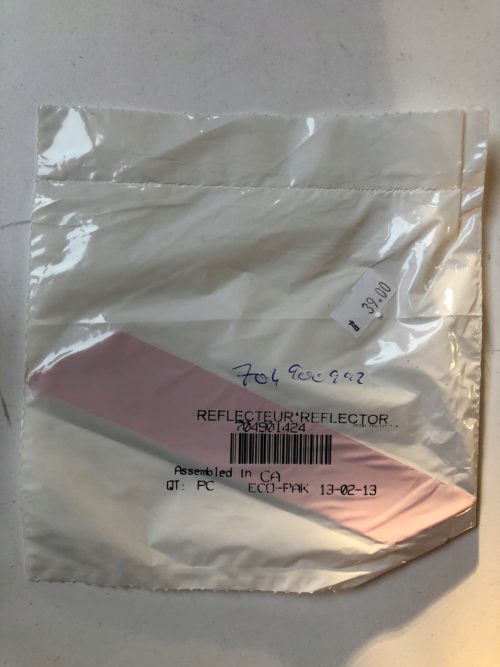 39.00
704900992
REFLECTEUR*REFLECTOR
704901424
Assembled in CA
QT: PC ECO-PAK 13-02-13